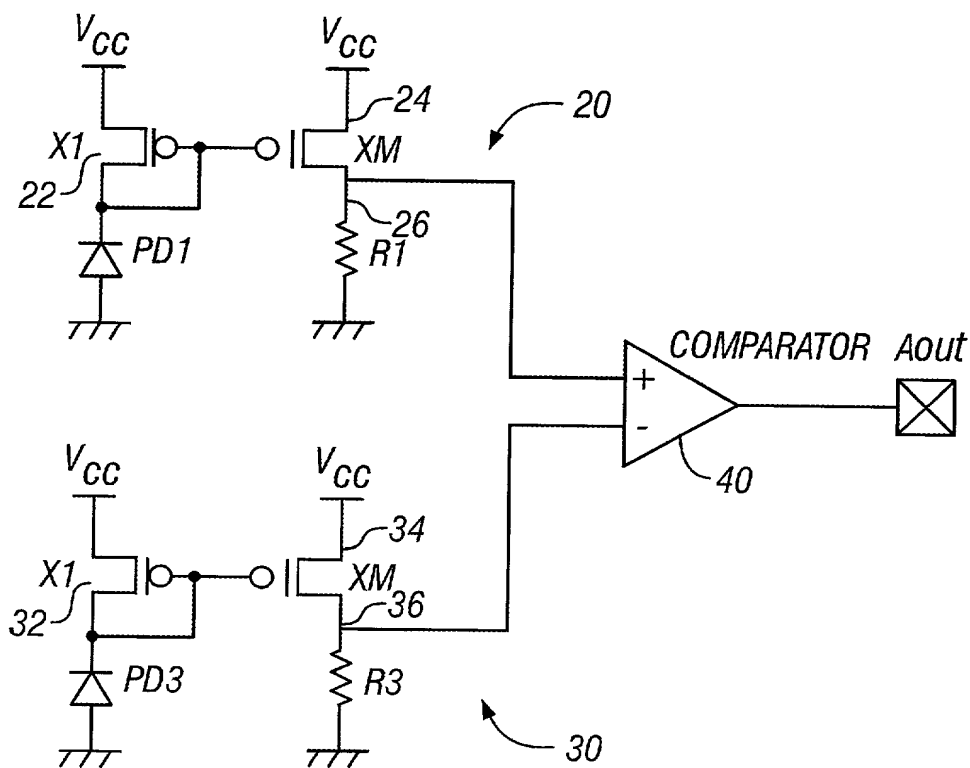 VCC
VCC
24
20
X1
XM
22
26
PD1
R1
COMPARATOR Aout
+
-
40
VCC
VCC
34
X1
XM
36
32
PD3
R3
30